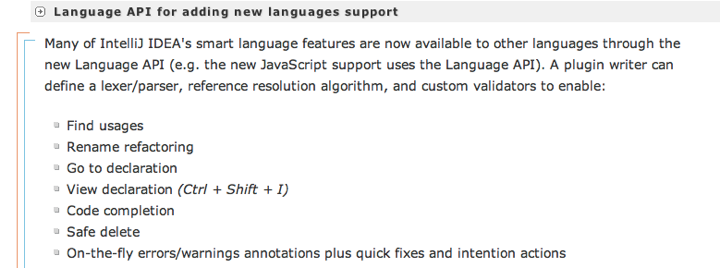 Language API for adding new languages support
Many of IntelliJ IDEA's smart language features are now available to other languages through the
new Language API (e.g. the new JavaScript support uses the Language API). A plugin writer can
define a lexer/parser, reference resolution algorithm, and custom validators to enable:
Find usages
Rename refactoring
Go to declaration
View declaration (Ctrl + Shift + I)
Code completion
Safe delete
On-the-fly errors/warnings annotations plus quick fixes and intention actions